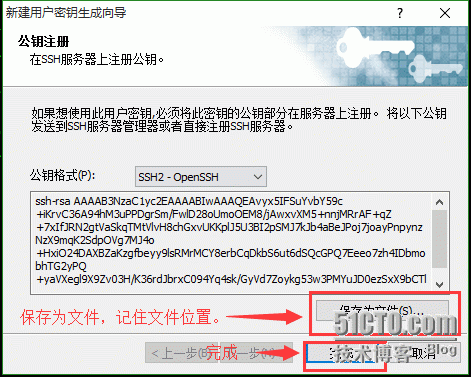 新建用户密钥生成向导
公钥注册
在SSH服务器上注册公钥。
如果想使用此用户密钥,必须将此密钥的公钥部分在服务器上注册。 将以下公钥
发送到SSH服务器管理器或者直接注册SSH服务器。
公钥格式(P): SSH2 - OpenSSH
ssh-rsa AAAAB3NzaC1yc2EAAAABIwAAAQEAvyx5IFSuYvbY59c
+iKrvC36A94hM3uPPDgrSm/FwlD28oUmoOEM8/jAwxvXM5+nnjMRrAF+qZ
+7xIfJRN2gtVaSkqTMtlvH8chGxvUKKplJ5U3BI2pSMJ7kJb4aBeJPoj7joayPnpynz
NzX9mqK2SdpOVg7MJ4o
+HxiO24DAXBZaKzgfbeyy9lsRMrMCY8erbCqDkbS6ut6dSQcGPQ7Eeeo7zh4IDbmo
bhTG2yPQ
+yaVXegl9X9Zv03H/K36rdJbrxC094Yq4sk/GyVd7Zoykg53w3PMYuJD0ezSxX9bCTl
保存为文件(S)...
保存为文件，记住文件位置。
51CTO.com
技术博客 Blog
完成
<上一步(B)
取消